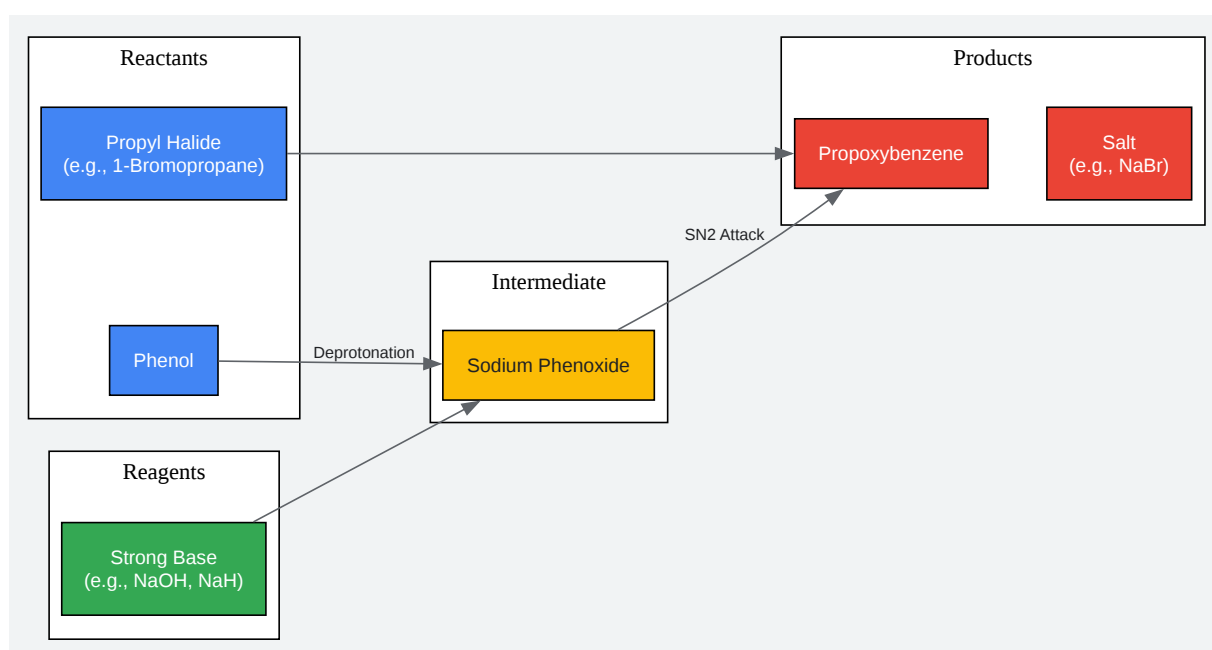 Reactants
Propyl Halide
(e.g., 1-Bromopropane)
Phenol
Deprotonation
Reagents
Strong Base
(e.g., NaOH, NaH)
Intermediate
Sodium Phenoxide
SN2 Attack
Products
Propoxybenzene
Salt
(e.g., NaBr)